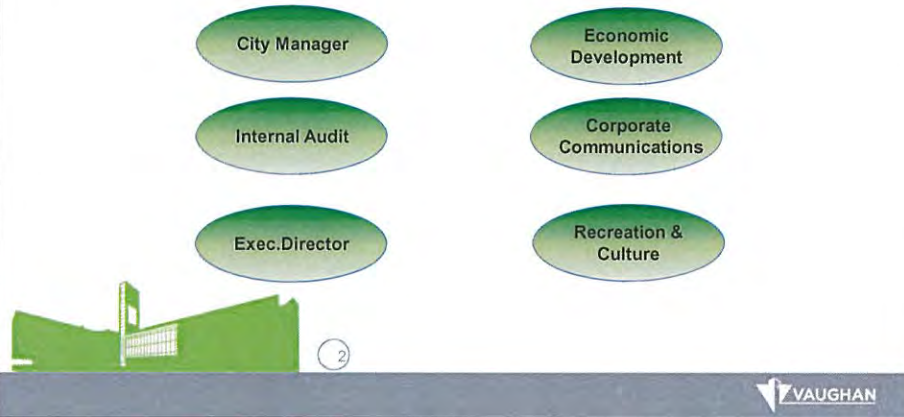 City Manager
Economic
Development
Internal Audit
Corporate
Communications
Exec.Director
Recreation &
Culture
2
VAUGHAN